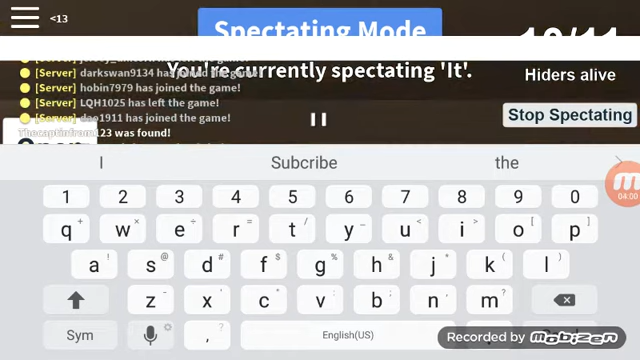 <13
Spectating Mode
10/11
You're currently spectating 'It'.
Hiders alive
[Server] darkswan9134 has joined the game!
[Server] hobin7979 has joined the game!
[Server] LQH1025 has left the game!
[Server] dao1911 has joined the game!
123 was found!
Stop Spectating
I Subcribe the
1 2 3 4 5 6 7 8 9 0
q + w × e ÷ r = t / y _ u < i > o [ p ]
a ! s @ d # f $ g % h & j * k ( l )
z - x ' c " v : b ; n , m ?
Sym , English(US)
04:00
Recorded by mobizen